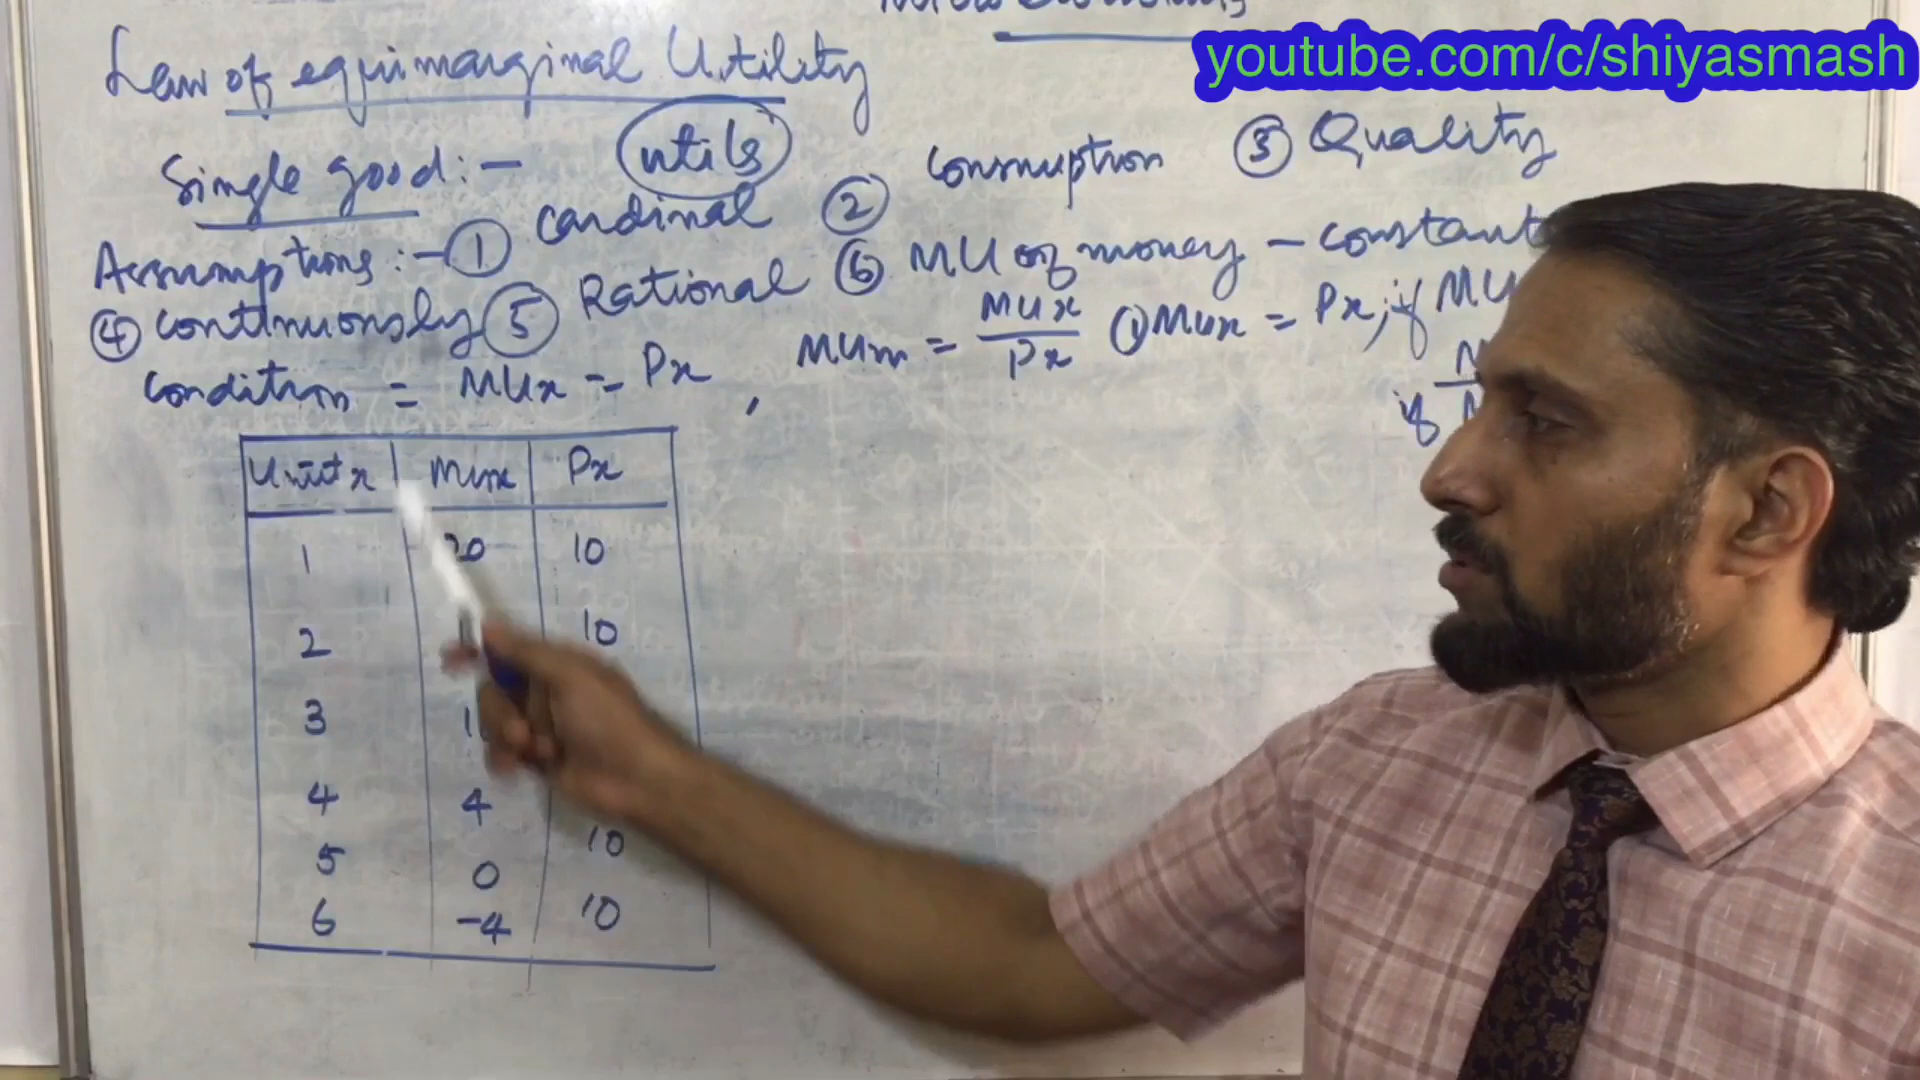 youtube.com/c/shiyasmash
Law of equimarginal Utility
Single good :- utils
Assumptions :- ① cardinal ② consumption ③ Quality
④ continuously ⑤ Rational ⑥ MU of money - constant
condition = MUx = Px , MUm = MUx/Px ① MUx = Px, if MU
if
Unit x MUx Px
1 20 10
2 10
3
4 4
5 0 10
6 -4 10